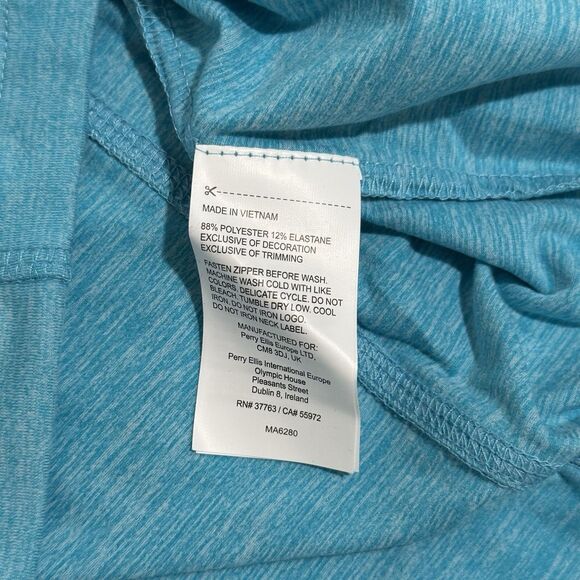 MADE IN VIETNAM
88% POLYESTER 12% ELASTANE
EXCLUSIVE OF DECORATION
EXCLUSIVE OF TRIMMING
FASTEN ZIPPER BEFORE WASH.
MACHINE WASH COLD WITH LIKE
COLORS. DELICATE CYCLE. DO NOT
BLEACH. TUMBLE DRY LOW. COOL
IRON. DO NOT IRON LOGO.
DO NOT IRON NECK LABEL.
MANUFACTURED FOR:
Perry Ellis Europe LTD,
CM8 3DJ, UK
Perry Ellis International Europe
Olympic House
Pleasants Street
Dublin 8, Ireland
RN# 37763 / CA# 55972
MA6280